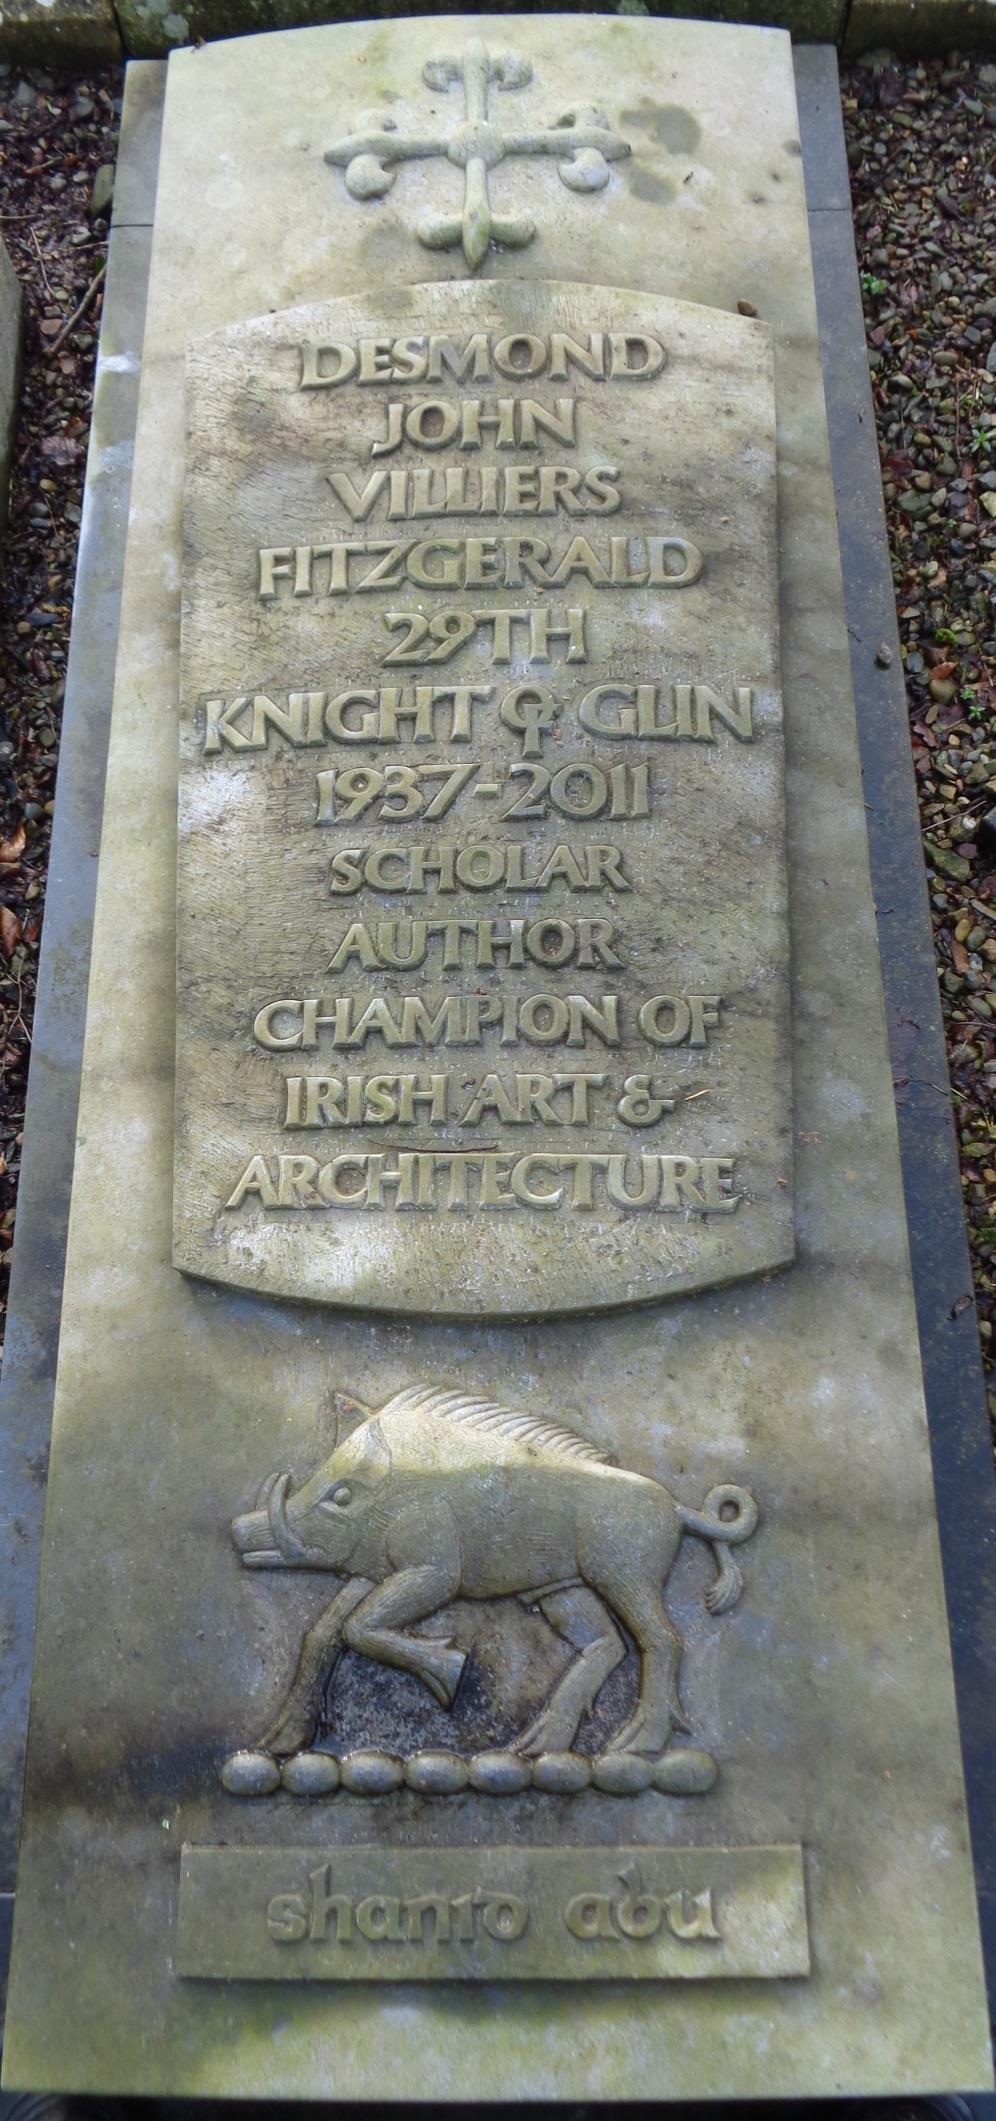 DESMOND
JOHN
VILLIERS
FITZGERALD
29TH
KNIGHT OF GLIN
1937-2011
SCHOLAR
AUTHOR
CHAMPION OF
IRISH ART &
ARCHITECTURE
shanid abu